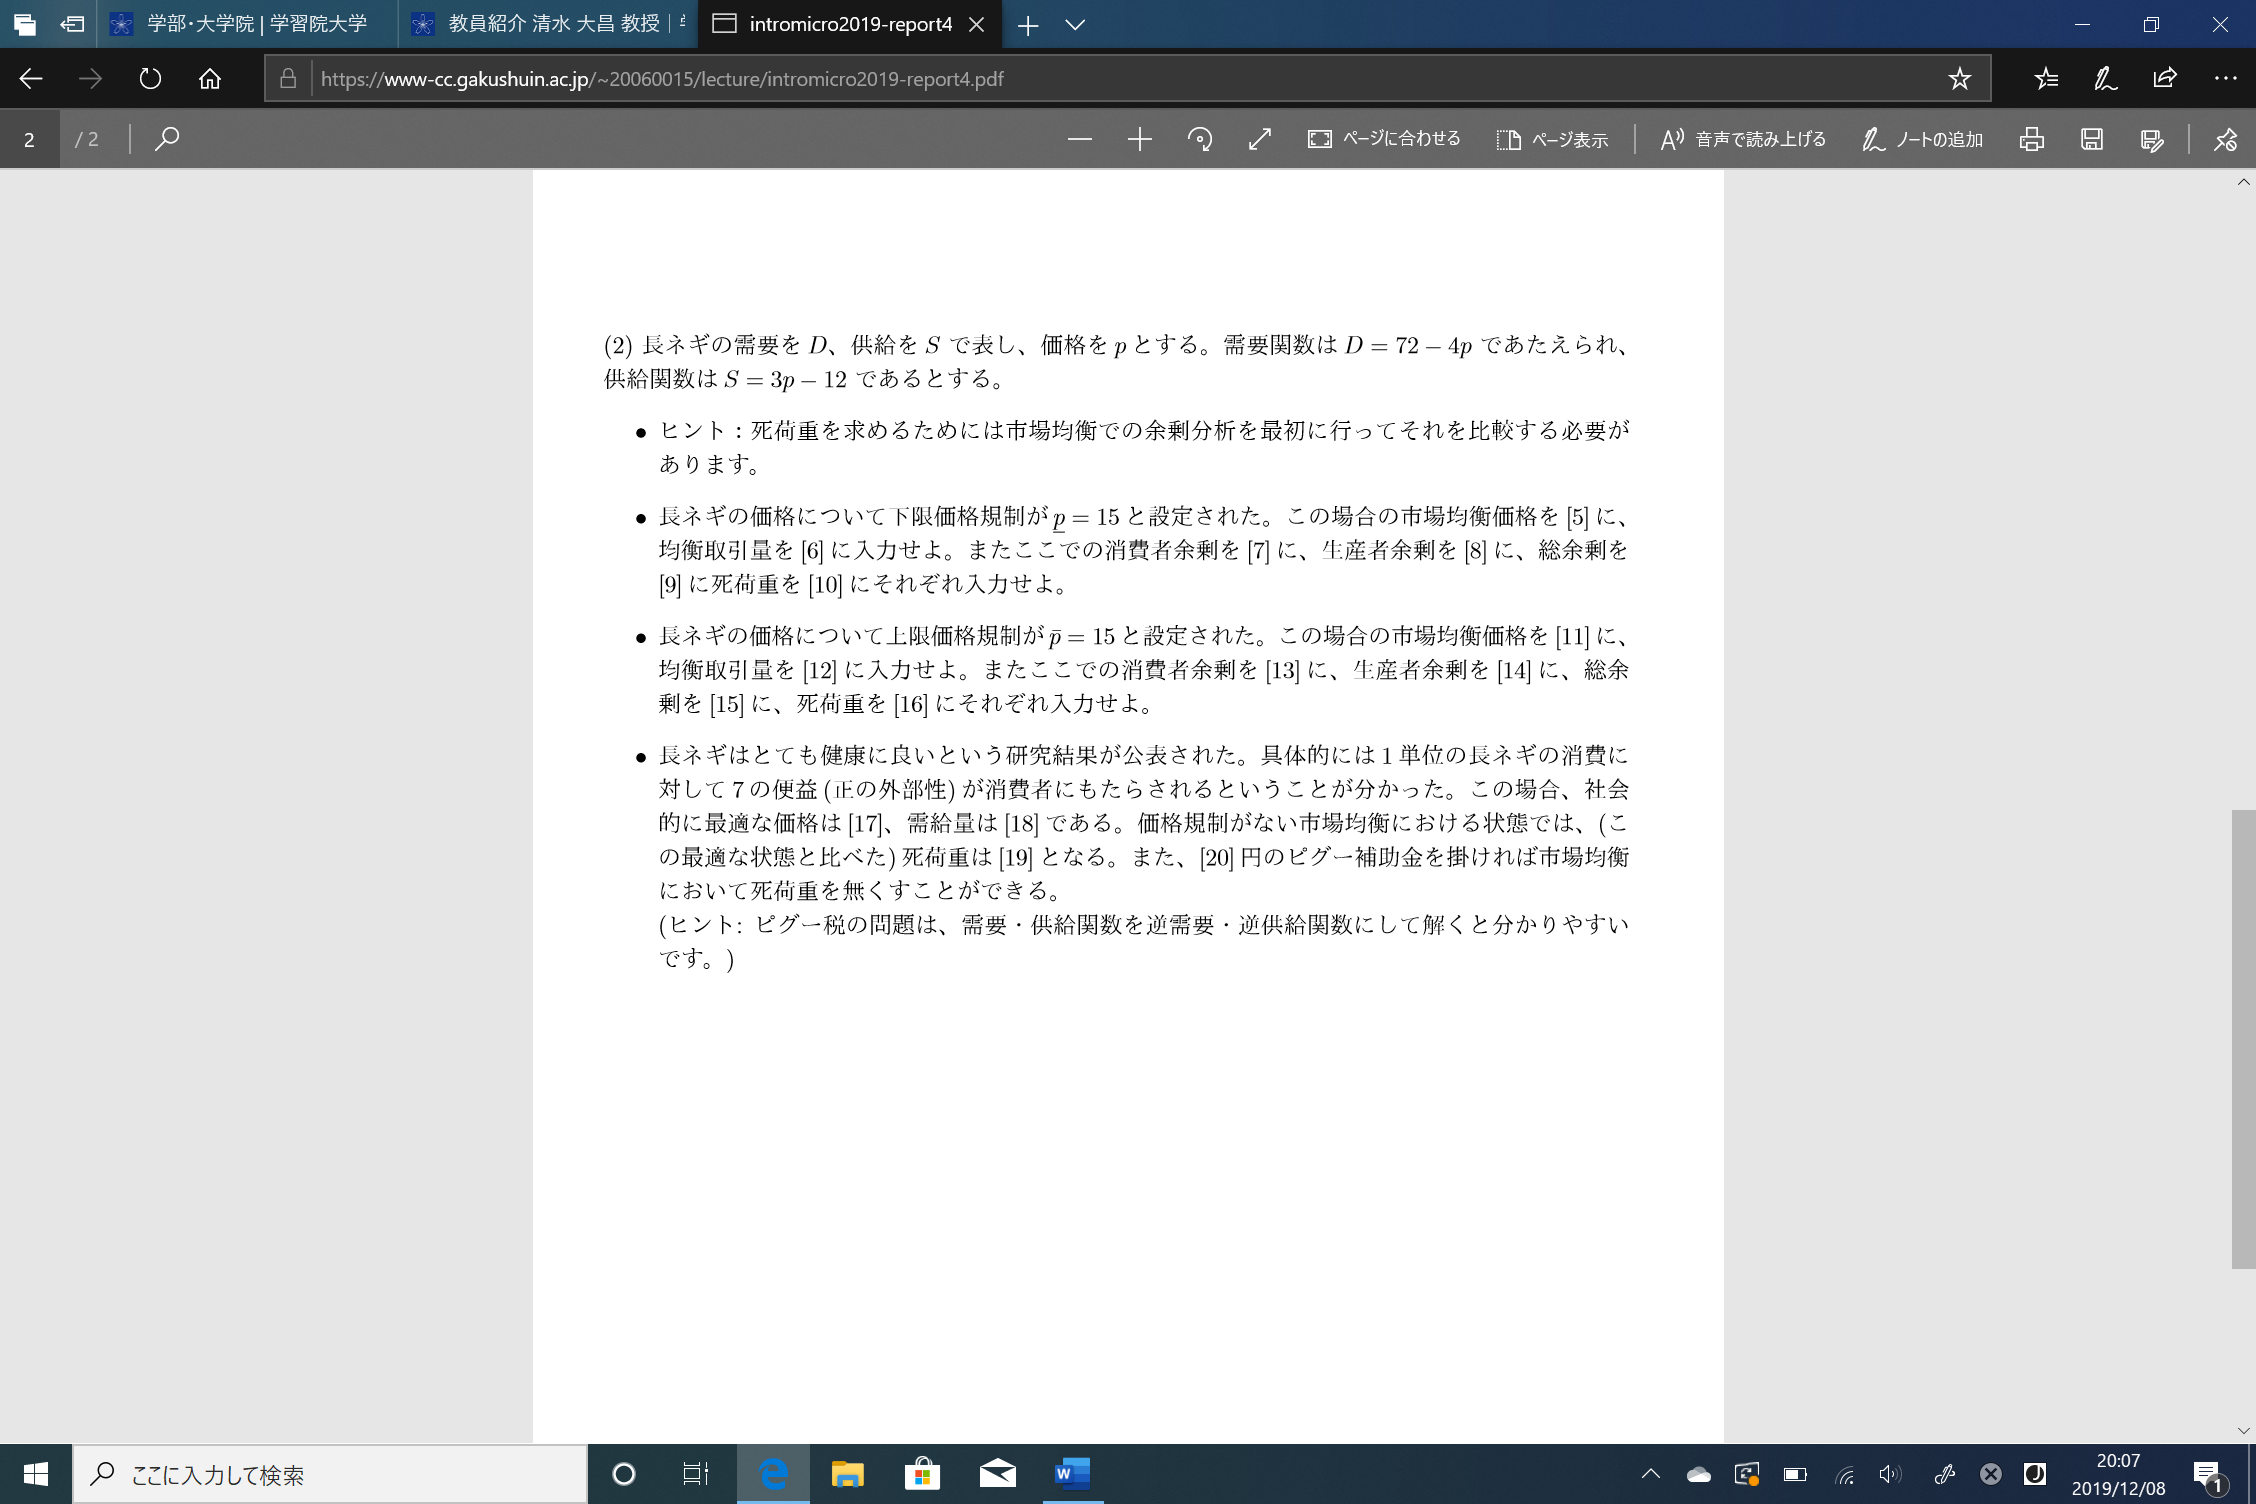 学部・大学院 | 学習院大学
教員紹介 清水 大昌 教授 |
intromicro2019-report4
https://www-cc.gakushuin.ac.jp/~20060015/lecture/intromicro2019-report4.pdf
2 / 2
ページに合わせる ページ表示 音声で読み上げる ノートの追加
(2) 長ネギの需要を D、供給を S で表し、価格を p とする。需要関数は D = 72 − 4p であたえられ、
供給関数は S = 3p − 12 であるとする。
• ヒント：死荷重を求めるためには市場均衡での余剰分析を最初に行ってそれを比較する必要が
あります。
• 長ネギの価格について下限価格規制が p̲ = 15 と設定された。この場合の市場均衡価格を [5] に、
均衡取引量を [6] に入力せよ。またここでの消費者余剰を [7] に、生産者余剰を [8] に、総余剰を
[9] に死荷重を [10] にそれぞれ入力せよ。
• 長ネギの価格について上限価格規制が p̄ = 15 と設定された。この場合の市場均衡価格を [11] に、
均衡取引量を [12] に入力せよ。またここでの消費者余剰を [13] に、生産者余剰を [14] に、総余
剰を [15] に、死荷重を [16] にそれぞれ入力せよ。
• 長ネギはとても健康に良いという研究結果が公表された。具体的には 1 単位の長ネギの消費に
対して 7 の便益 (正の外部性) が消費者にもたらされるということが分かった。この場合、社会
的に最適な価格は [17]、需給量は [18] である。価格規制がない市場均衡における状態では、(こ
の最適な状態と比べた) 死荷重は [19] となる。また、[20] 円のピグー補助金を掛ければ市場均衡
において死荷重を無くすことができる。
(ヒント: ピグー税の問題は、需要・供給関数を逆需要・逆供給関数にして解くと分かりやすい
です。)
ここに入力して検索
20:07
2019/12/08
1